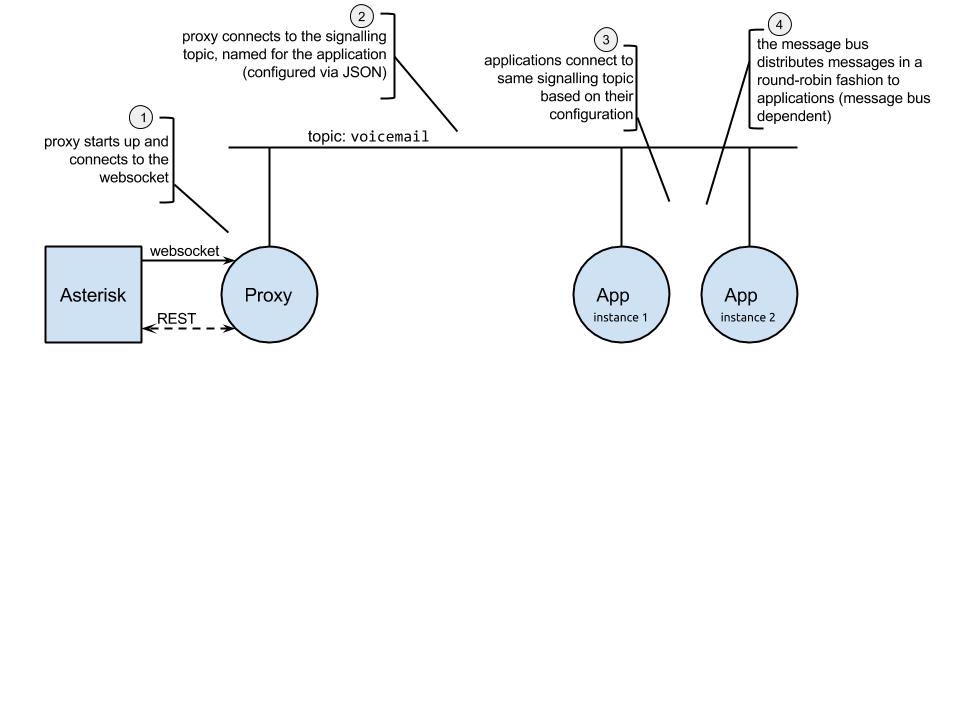 2
proxy connects to the signalling
topic, named for the application
(configured via JSON)
4
the message bus
distributes messages in a
round-robin fashion to
applications (message bus
dependent)
3
applications connect to
same signalling topic
based on their
configuration
1
proxy starts up and
connects to the
websocket
topic: voicemail
websocket
Asterisk
REST
Proxy
App
instance 1
App
instance 2